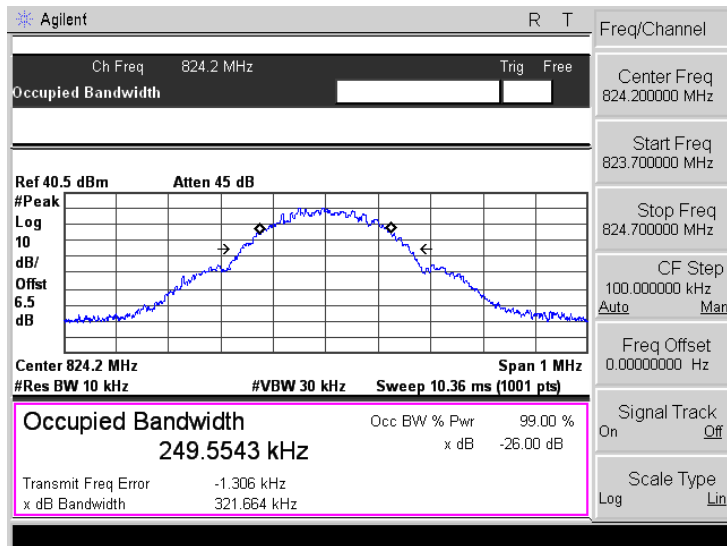 Agilent R T
Ch Freq 824.2 MHz Trig Free
Occupied Bandwidth
Ref 40.5 dBm Atten 45 dB
#Peak
Log
10
dB/
Offst
6.5
dB
Center 824.2 MHz Span 1 MHz
#Res BW 10 kHz #VBW 30 kHz Sweep 10.36 ms (1001 pts)
Occupied Bandwidth
249.5543 kHz
Occ BW % Pwr 99.00 %
x dB -26.00 dB
Transmit Freq Error -1.306 kHz
x dB Bandwidth 321.664 kHz
Freq/Channel
Center Freq
824.200000 MHz
Start Freq
823.700000 MHz
Stop Freq
824.700000 MHz
CF Step
100.000000 kHz
Auto Man
Freq Offset
0.00000000 Hz
Signal Track
On Off
Scale Type
Log Lin